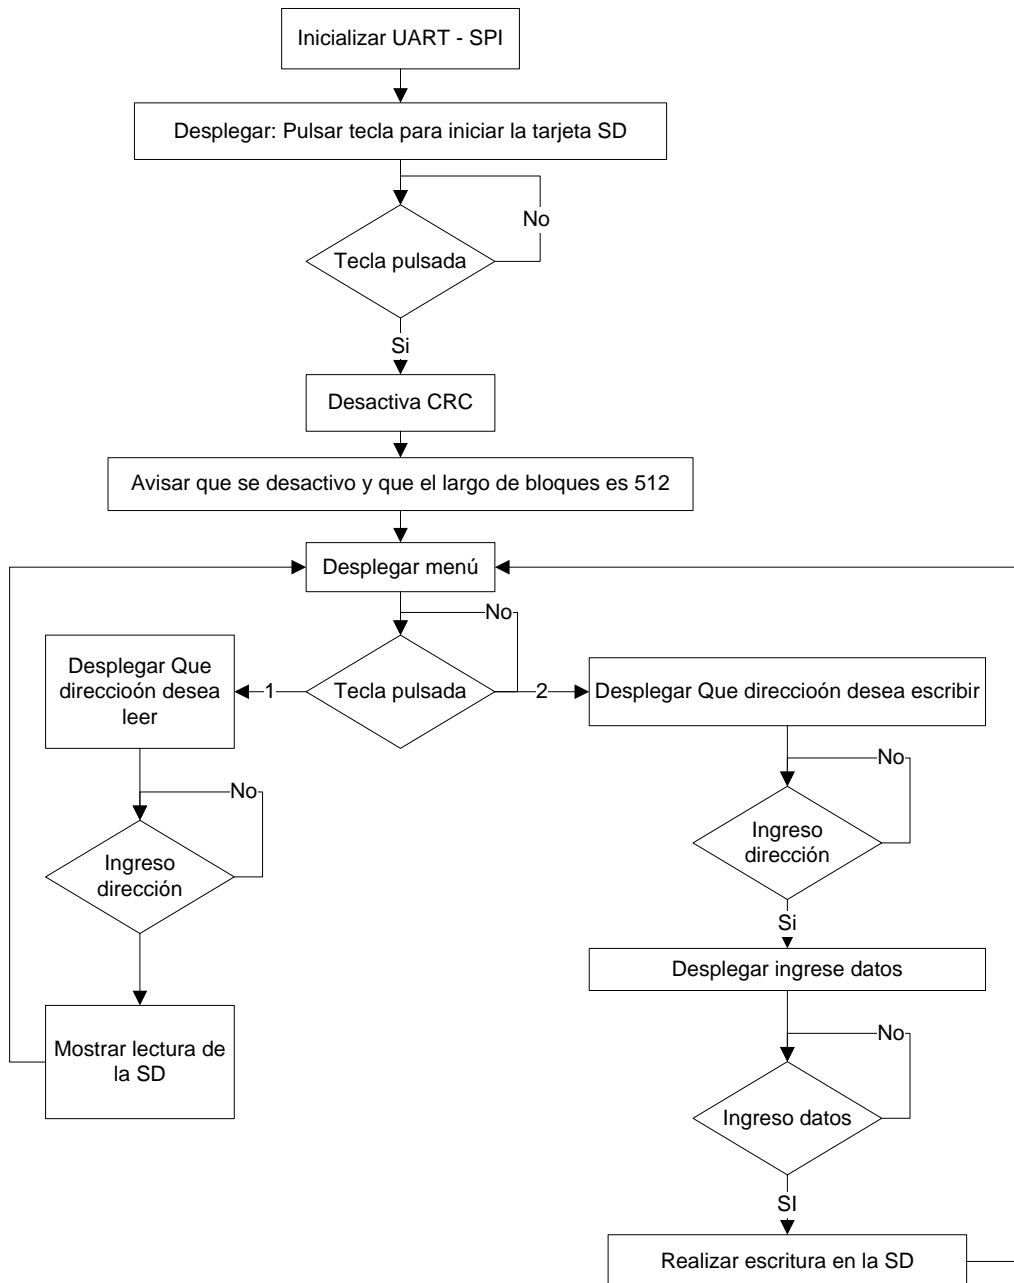 Inicializar UART - SPI
Desplegar: Pulsar tecla para iniciar la tarjeta SD
No
Tecla pulsada
Si
Desactiva CRC
Avisar que se desactivo y que el largo de bloques es 512
Desplegar menú
No
Desplegar Que
direccioón desea
leer
1
Tecla pulsada
2
Desplegar Que direccioón desea escribir
No
Ingreso
dirección
No
Ingreso
dirección
Si
Desplegar ingrese datos
Mostrar lectura de
la SD
No
Ingreso datos
SI
Realizar escritura en la SD